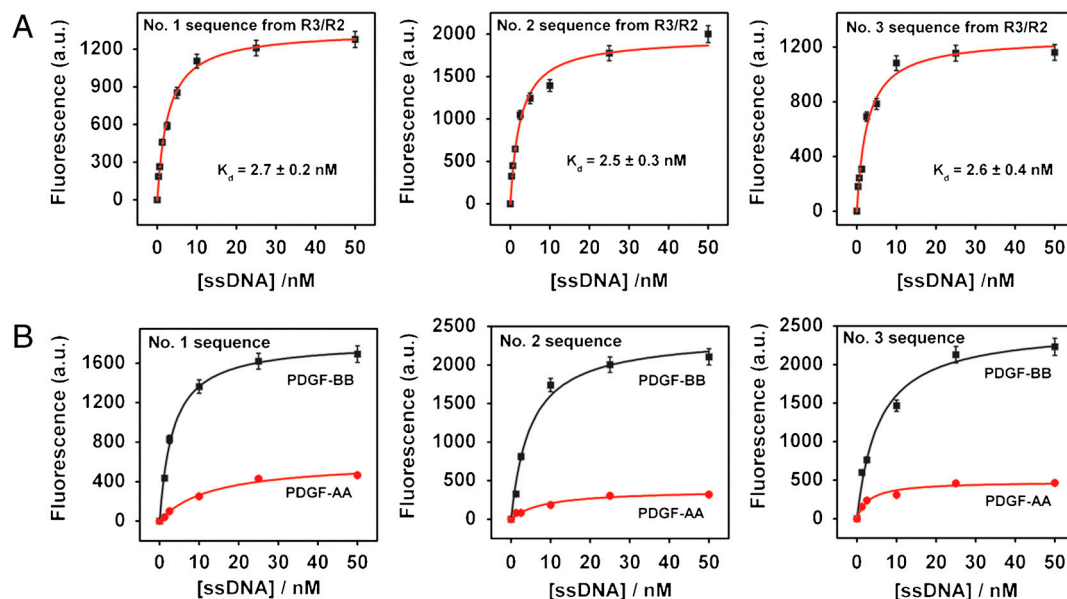 A
No. 1 sequence from R3/R2
Fluorescence (a.u.)
1200
900
600
300
0
K_d = 2.7 ± 0.2 nM
0 10 20 30 40 50
[ssDNA] /nM
No. 2 sequence from R3/R2
Fluorescence (a.u.)
2000
1500
1000
500
0
K_d = 2.5 ± 0.3 nM
0 10 20 30 40 50
[ssDNA] /nM
No. 3 sequence from R3/R2
Fluorescence (a.u.)
1200
800
400
0
K_d = 2.6 ± 0.4 nM
0 10 20 30 40 50
[ssDNA] /nM
B
No. 1 sequence
Fluorescence (a.u.)
1600
1200
800
400
0
PDGF-BB
PDGF-AA
0 10 20 30 40 50
[ssDNA] / nM
No. 2 sequence
Fluorescence (a.u.)
2500
2000
1500
1000
500
0
PDGF-BB
PDGF-AA
0 10 20 30 40 50
[ssDNA] / nM
No. 3 sequence
Fluorescence (a.u.)
2500
2000
1500
1000
500
0
PDGF-BB
PDGF-AA
0 10 20 30 40 50
[ssDNA] / nM